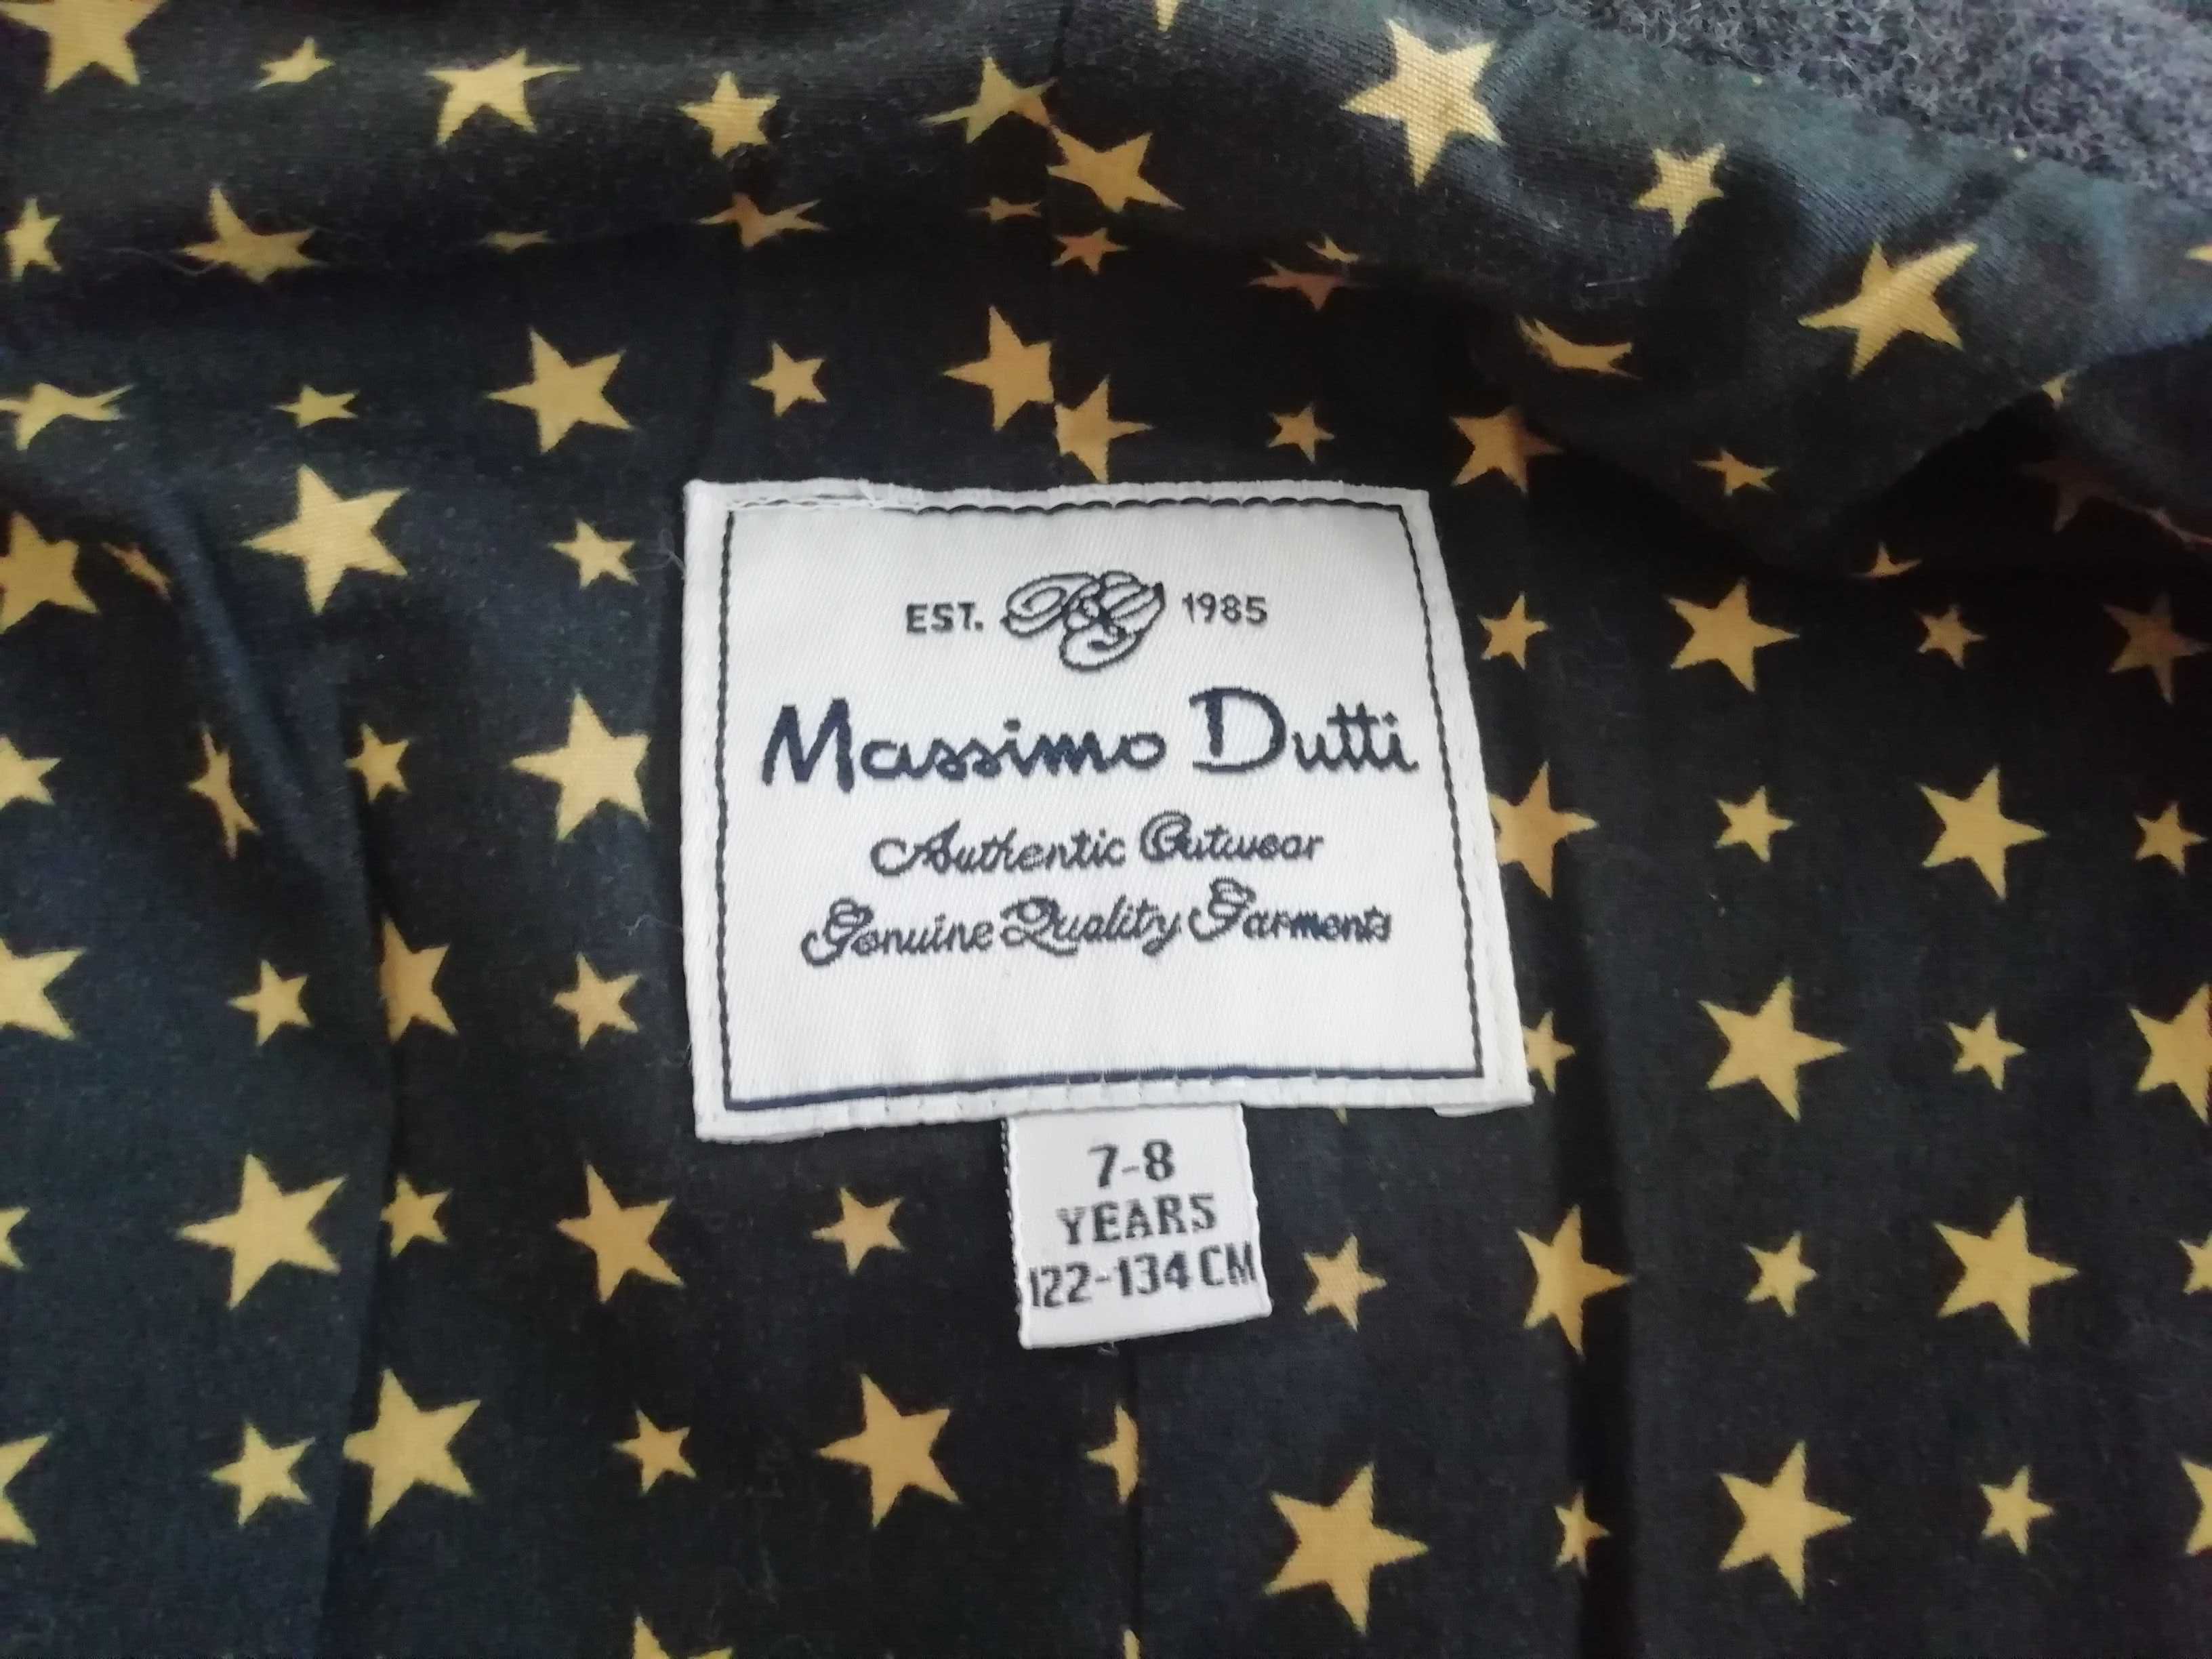 EST. B&G 1985
Massimo Dutti
Authentic Outwear
Genuine Quality Garments
7-8
YEARS
122-134 CM